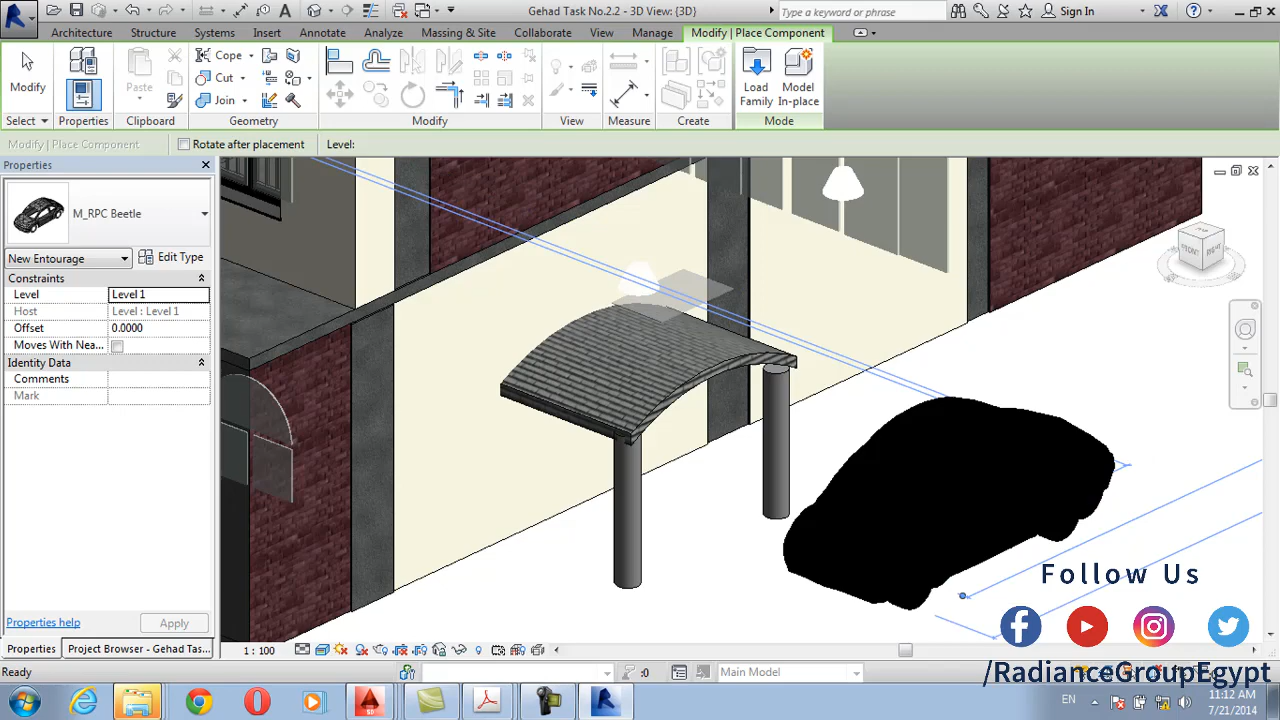 Gehad Task No.2.2 - 3D View: {3D}
Type a keyword or phrase
Sign In
Architecture Structure Systems Insert Annotate Analyze Massing & Site Collaborate View Manage Modify | Place Component
Modify
Paste
Cope
Cut
Join
Load Family
Model In-place
Select Properties Clipboard Geometry Modify View Measure Create Mode
Modify | Place Component
Rotate after placement
Level:
Properties
M_RPC Beetle
New Entourage
Edit Type
Constraints
Level Level 1
Host Level : Level 1
Offset 0.0000
Moves With Nea...
Identity Data
Comments
Mark
FRONT RIGHT
Follow Us
Properties help
Apply
Properties Project Browser - Gehad Tas...
1 : 100
Ready
:0
Main Model
/RadianceGroupEgypt
EN
11:12 AM
7/21/2014